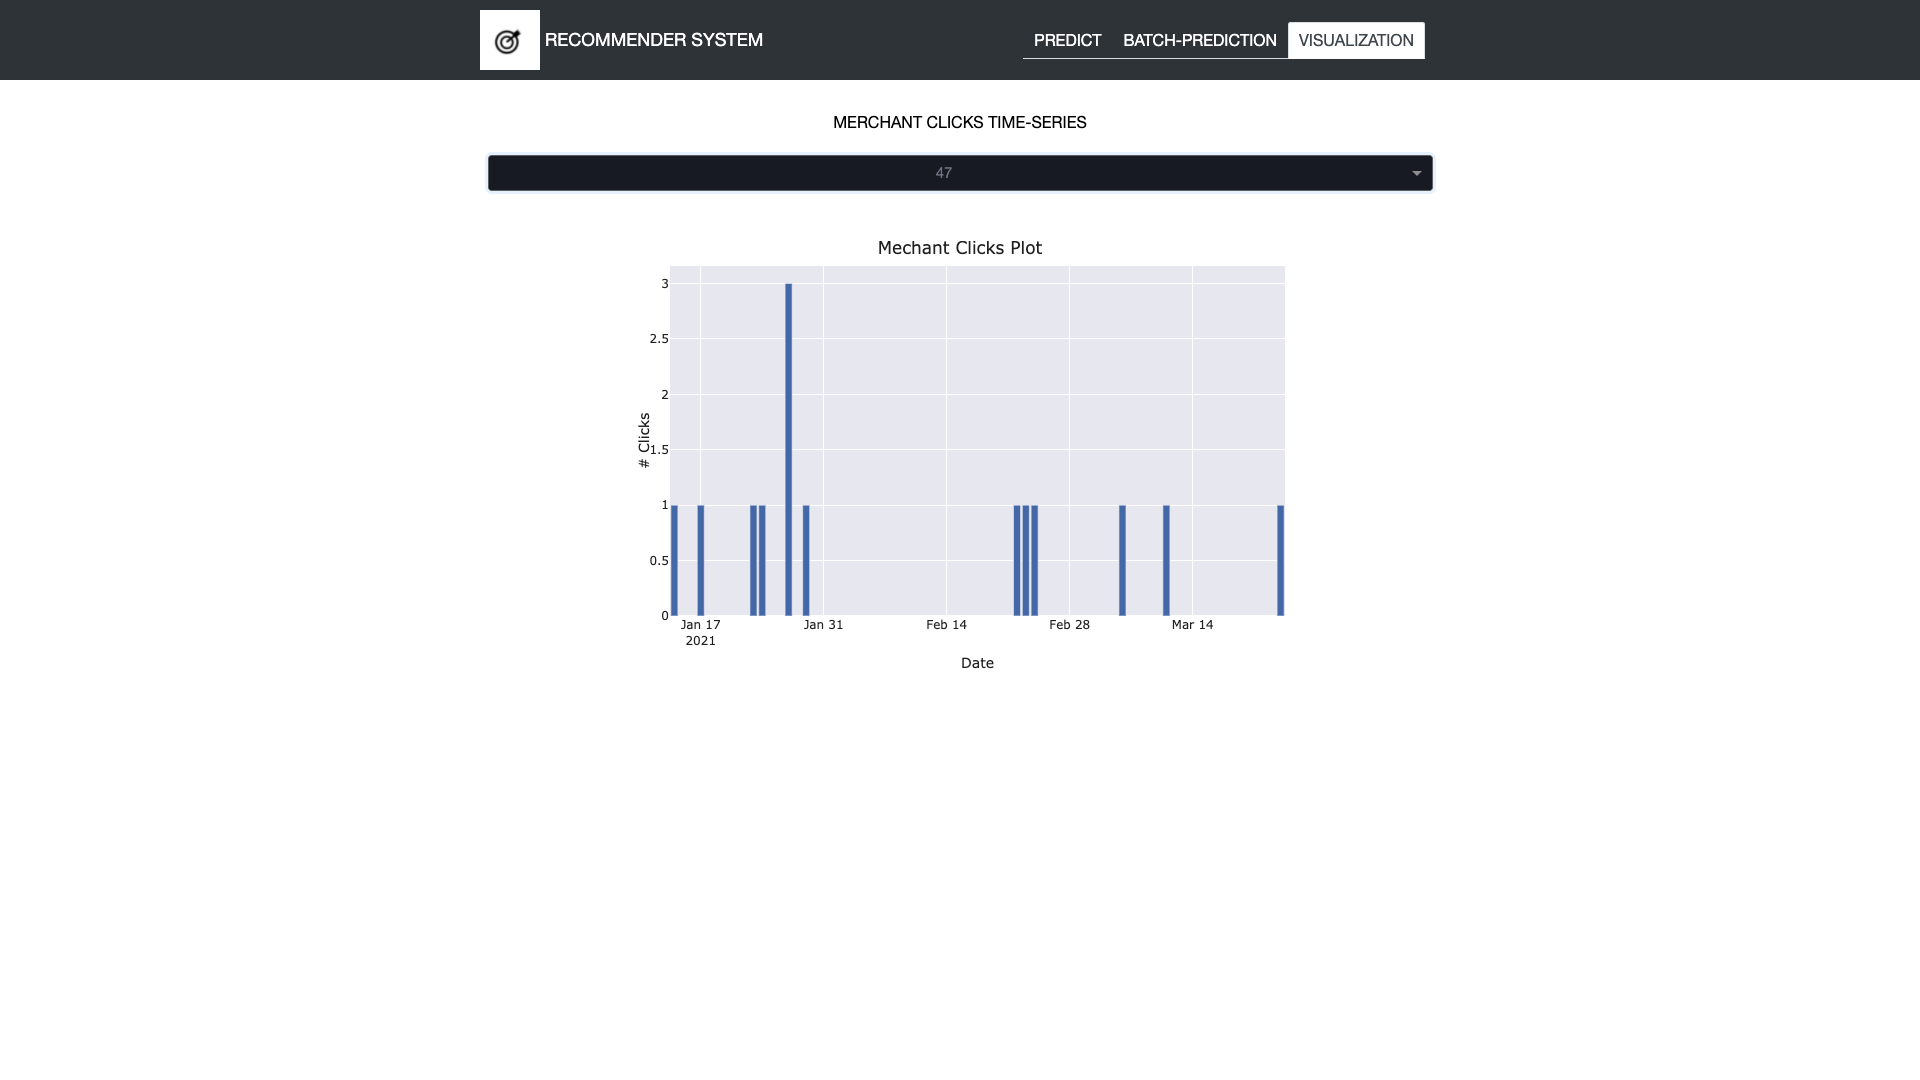 RECOMMENDER SYSTEM
PREDICT
BATCH-PREDICTION
VISUALIZATION
MERCHANT CLICKS TIME-SERIES
47
Mechant Clicks Plot
3
2.5
2
1.5
1
0.5
0
# Clicks
Jan 17
2021
Jan 31
Feb 14
Feb 28
Mar 14
Date